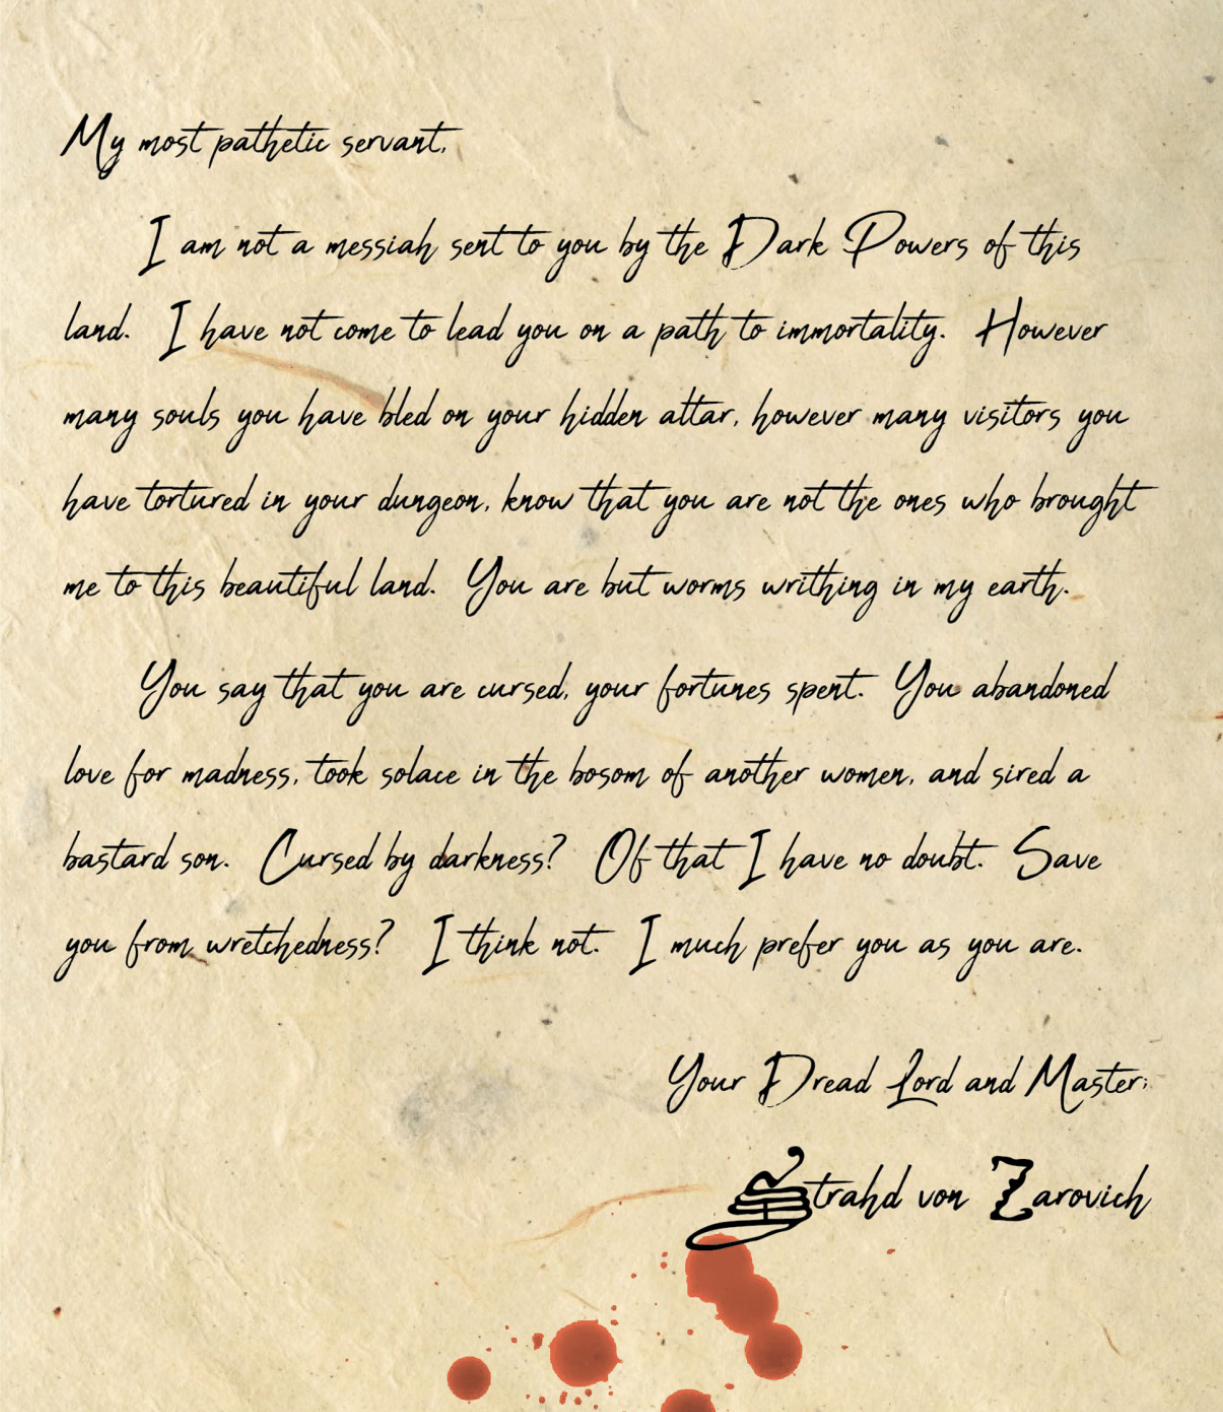 My most pathetic servant,
I am not a messiah sent to you by the Dark Powers of this
land. I have not come to lead you on a path to immortality. However
many souls you have bled on your hidden altar, however many visitors you
have tortured in your dungeon, know that you are not the ones who brought
me to this beautiful land. You are but worms writhing in my earth.
You say that you are cursed, your fortunes spent. You abandoned
love for madness, took solace in the bosom of another women, and sired a
bastard son. Cursed by darkness? Of that I have no doubt. Save
you from wretchedness? I think not. I much prefer you as you are.
Your Dread Lord and Master;
Strahd von Zarovich